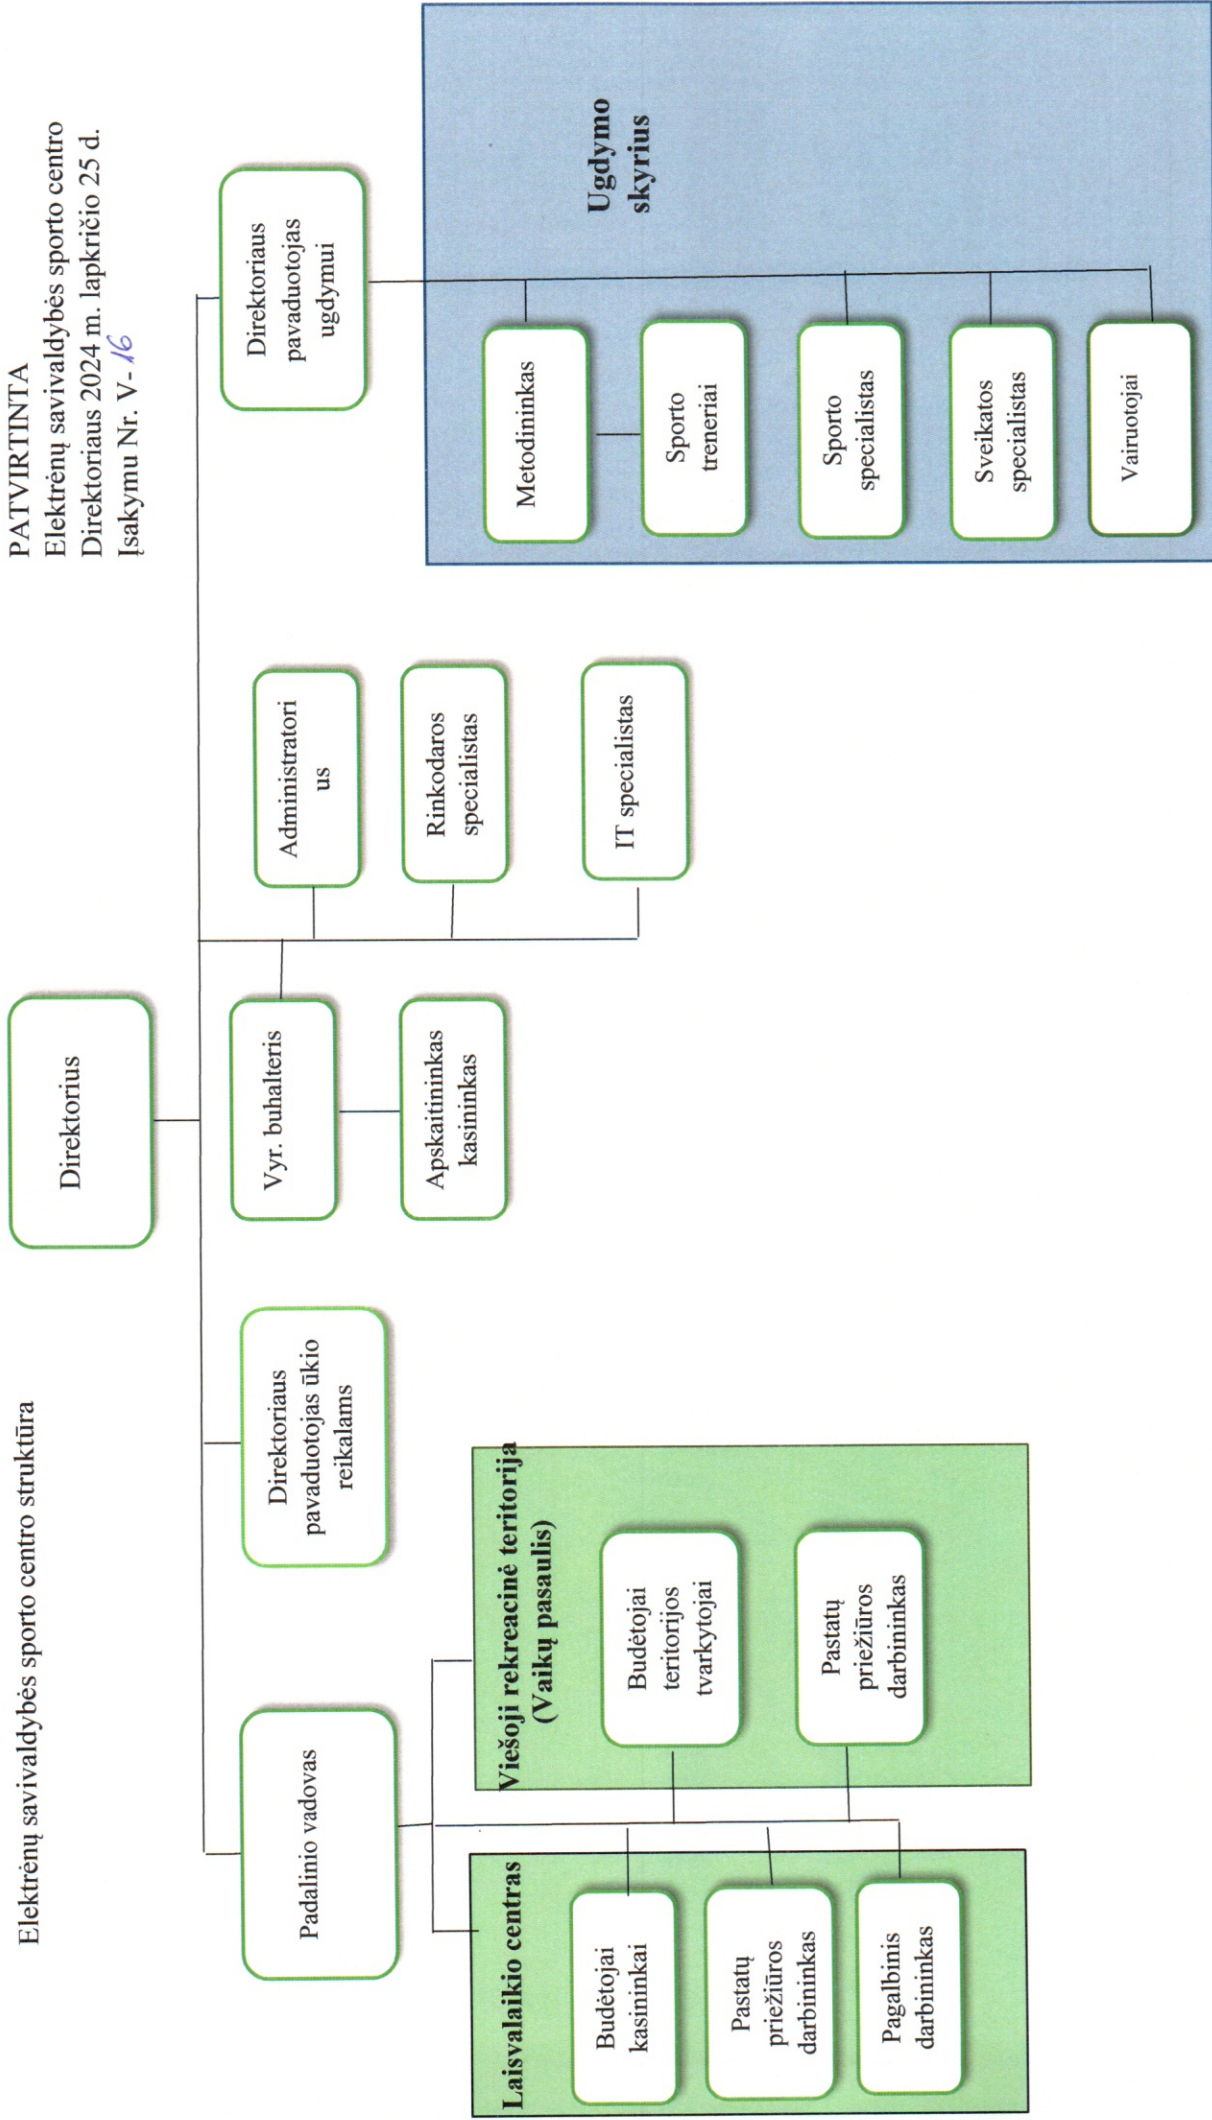 PATVIRTINTA
Elektrėnų savivaldybės sporto centro
Direktoriaus 2024 m. lapkričio 25 d.
Įsakymu Nr. V- 16
Elektrėnų savivaldybės sporto centro struktūra
Direktorius
Padalinio vadovas
Direktoriaus
pavaduotojas ūkio
reikalams
Vyr. buhalteris
Apskaitininkas
kasininkas
Administratori
us
Rinkodaros
specialistas
IT specialistas
Direktoriaus
pavaduotojas
ugdymui
Laisvalaikio centras
Budėtojai
kasininkai
Pastatų
priežiūros
darbininkas
Pagalbinis
darbininkas
Viešoji rekreacinė teritorija
(Vaikų pasaulis)
Budėtojai
teritorijos
tvarkytojai
Pastatų
priežiūros
darbininkas
Ugdymo
skyrius
Metodininkas
Sporto
treneriai
Sporto
specialistas
Sveikatos
specialistas
Vairuotojai